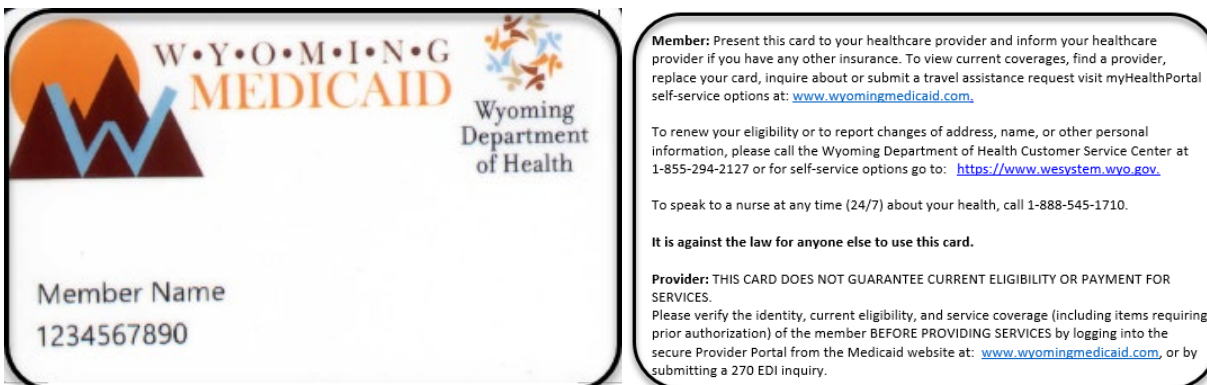 W•Y•O•M•I•N•G
MEDICAID
Wyoming
Department
of Health
Member Name
1234567890
Member: Present this card to your healthcare provider and inform your healthcare
provider if you have any other insurance. To view current coverages, find a provider,
replace your card, inquire about or submit a travel assistance request visit myHealthPortal
self-service options at: www.wyomingmedicaid.com.
To renew your eligibility or to report changes of address, name, or other personal
information, please call the Wyoming Department of Health Customer Service Center at
1-855-294-2127 or for self-service options go to: https://www.wesystem.wyo.gov.
To speak to a nurse at any time (24/7) about your health, call 1-888-545-1710.
It is against the law for anyone else to use this card.
Provider: THIS CARD DOES NOT GUARANTEE CURRENT ELIGIBILITY OR PAYMENT FOR
SERVICES.
Please verify the identity, current eligibility, and service coverage (including items requiring
prior authorization) of the member BEFORE PROVIDING SERVICES by logging into the
secure Provider Portal from the Medicaid website at: www.wyomingmedicaid.com, or by
submitting a 270 EDI inquiry.